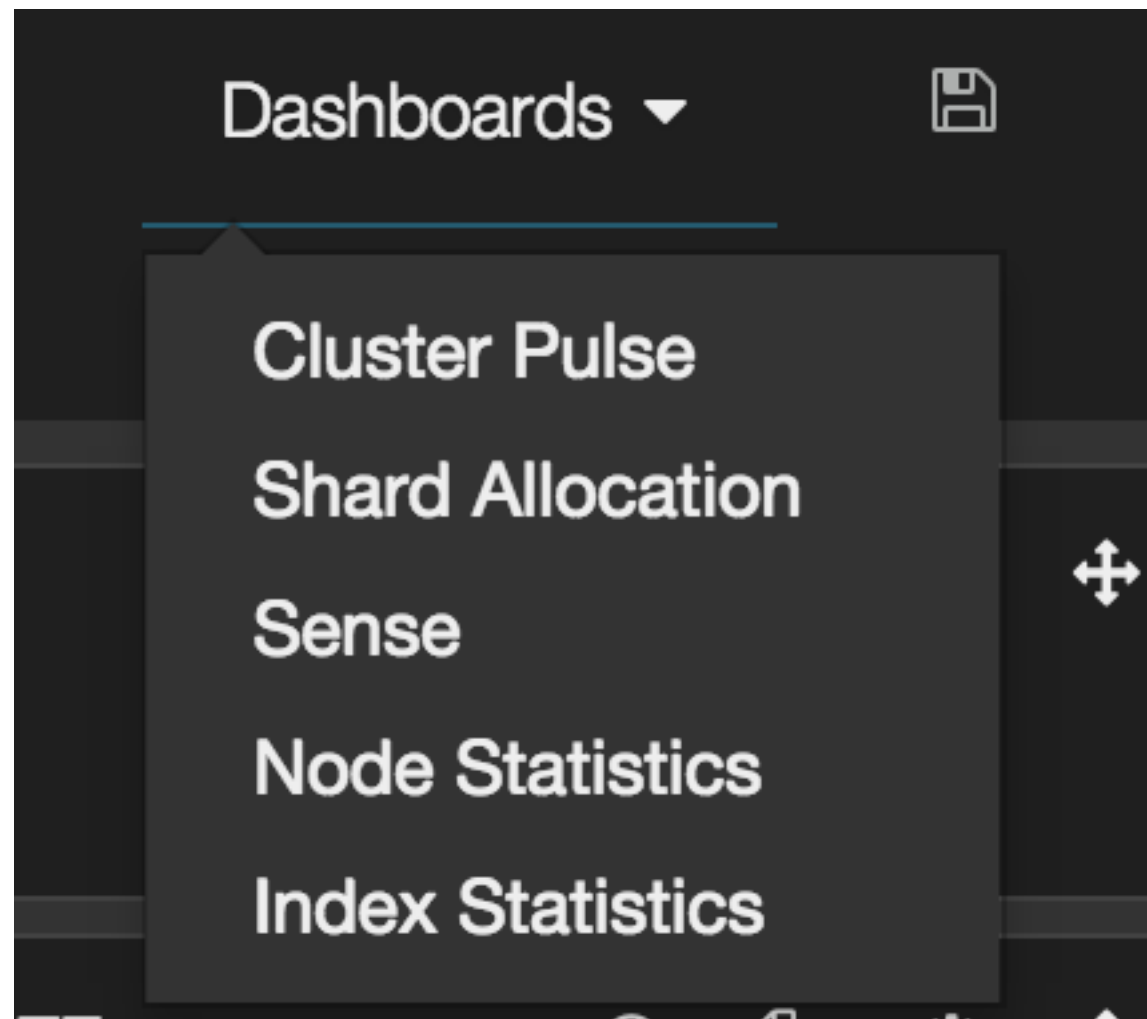 Dashboards
Cluster Pulse
Shard Allocation
Sense
Node Statistics
Index Statistics